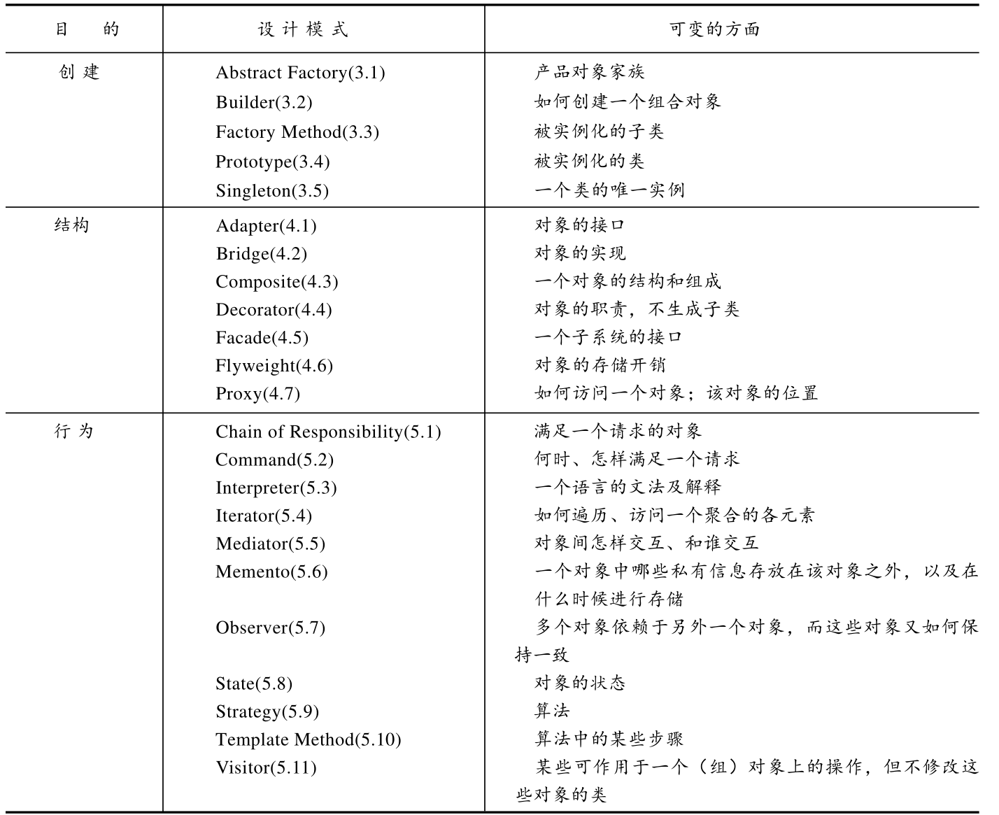 目 的 设计模式 可变的方面
创建 Abstract Factory(3.1) 产品对象家族
Builder(3.2) 如何创建一个组合对象
Factory Method(3.3) 被实例化的子类
Prototype(3.4) 被实例化的类
Singleton(3.5) 一个类的唯一实例
结构 Adapter(4.1) 对象的接口
Bridge(4.2) 对象的实现
Composite(4.3) 一个对象的结构和组成
Decorator(4.4) 对象的职责，不生成子类
Facade(4.5) 一个子系统的接口
Flyweight(4.6) 对象的存储开销
Proxy(4.7) 如何访问一个对象；该对象的位置
行为 Chain of Responsibility(5.1) 满足一个请求的对象
Command(5.2) 何时、怎样满足一个请求
Interpreter(5.3) 一个语言的文法及解释
Iterator(5.4) 如何遍历、访问一个聚合的各元素
Mediator(5.5) 对象间怎样交互、和谁交互
Memento(5.6) 一个对象中哪些私有信息存放在该对象之外，以及在
什么时候进行存储
Observer(5.7) 多个对象依赖于另外一个对象，而这些对象又如何保
持一致
State(5.8) 对象的状态
Strategy(5.9) 算法
Template Method(5.10) 算法中的某些步骤
Visitor(5.11) 某些可作用于一个（组）对象上的操作，但不修改这
些对象的类